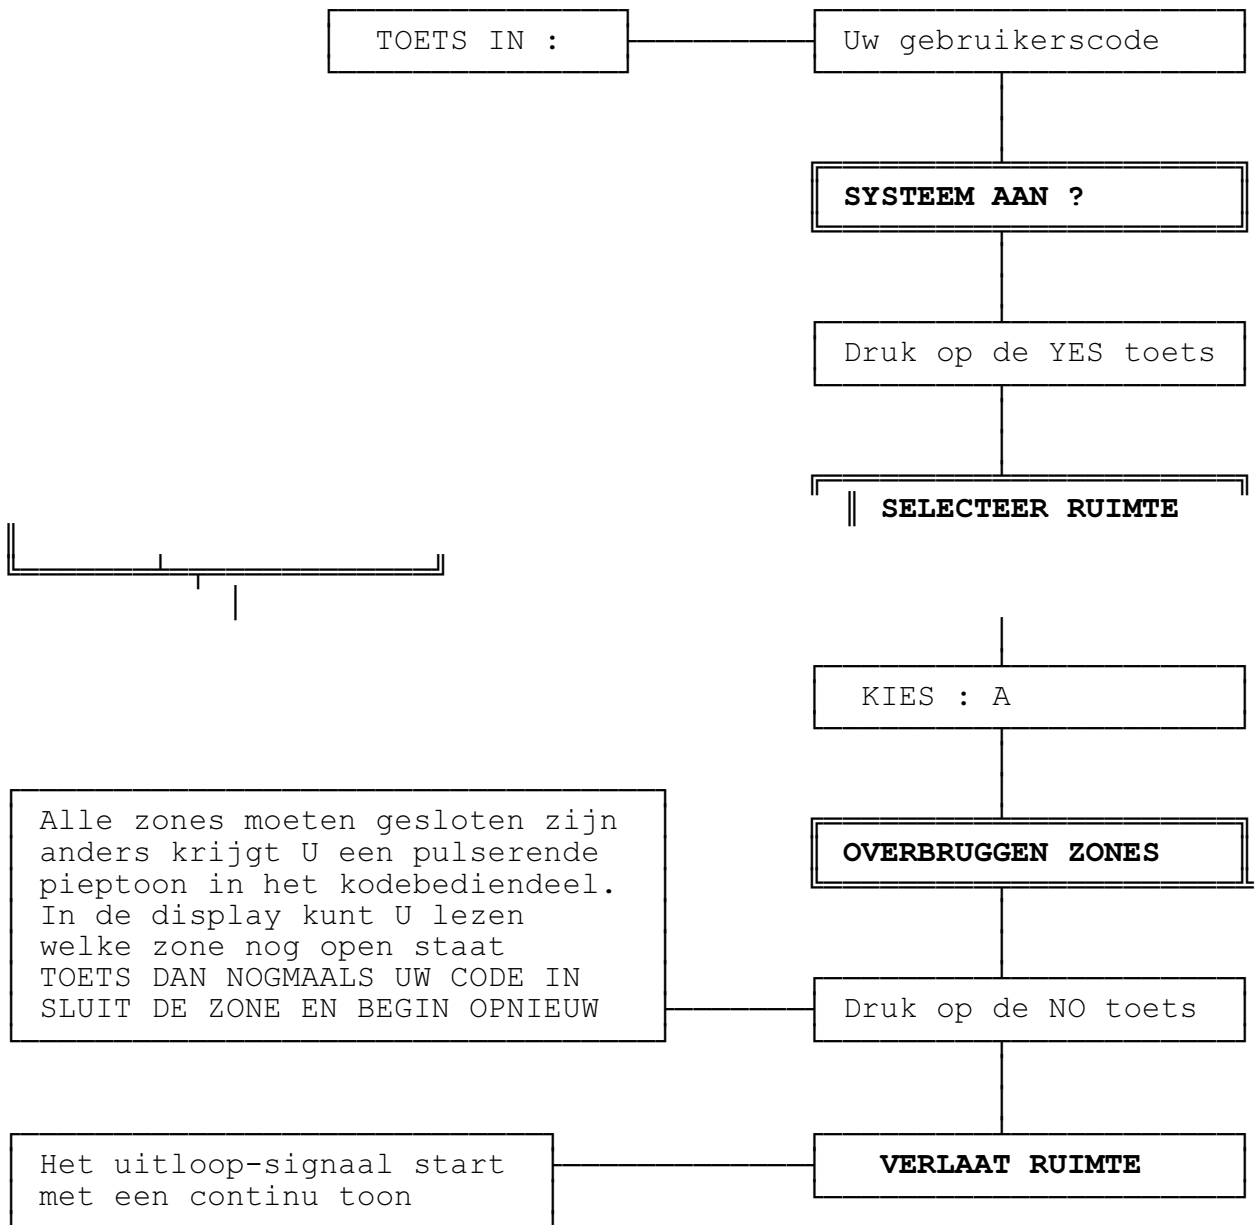 TOETS IN :
Uw gebruikerscode
SYSTEEM AAN ?
Druk op de YES toets
SELECTEER RUIMTE
KIES : A
OVERBRUGGEN ZONES
Alle zones moeten gesloten zijn
anders krijgt U een pulserende
pieptoon in het kodebediendeel.
In de display kunt U lezen
welke zone nog open staat
TOETS DAN NOGMAALS UW CODE IN
SLUIT DE ZONE EN BEGIN OPNIEUW
Druk op de NO toets
Het uitloop-signaal start
met een continu toon
VERLAAT RUIMTE